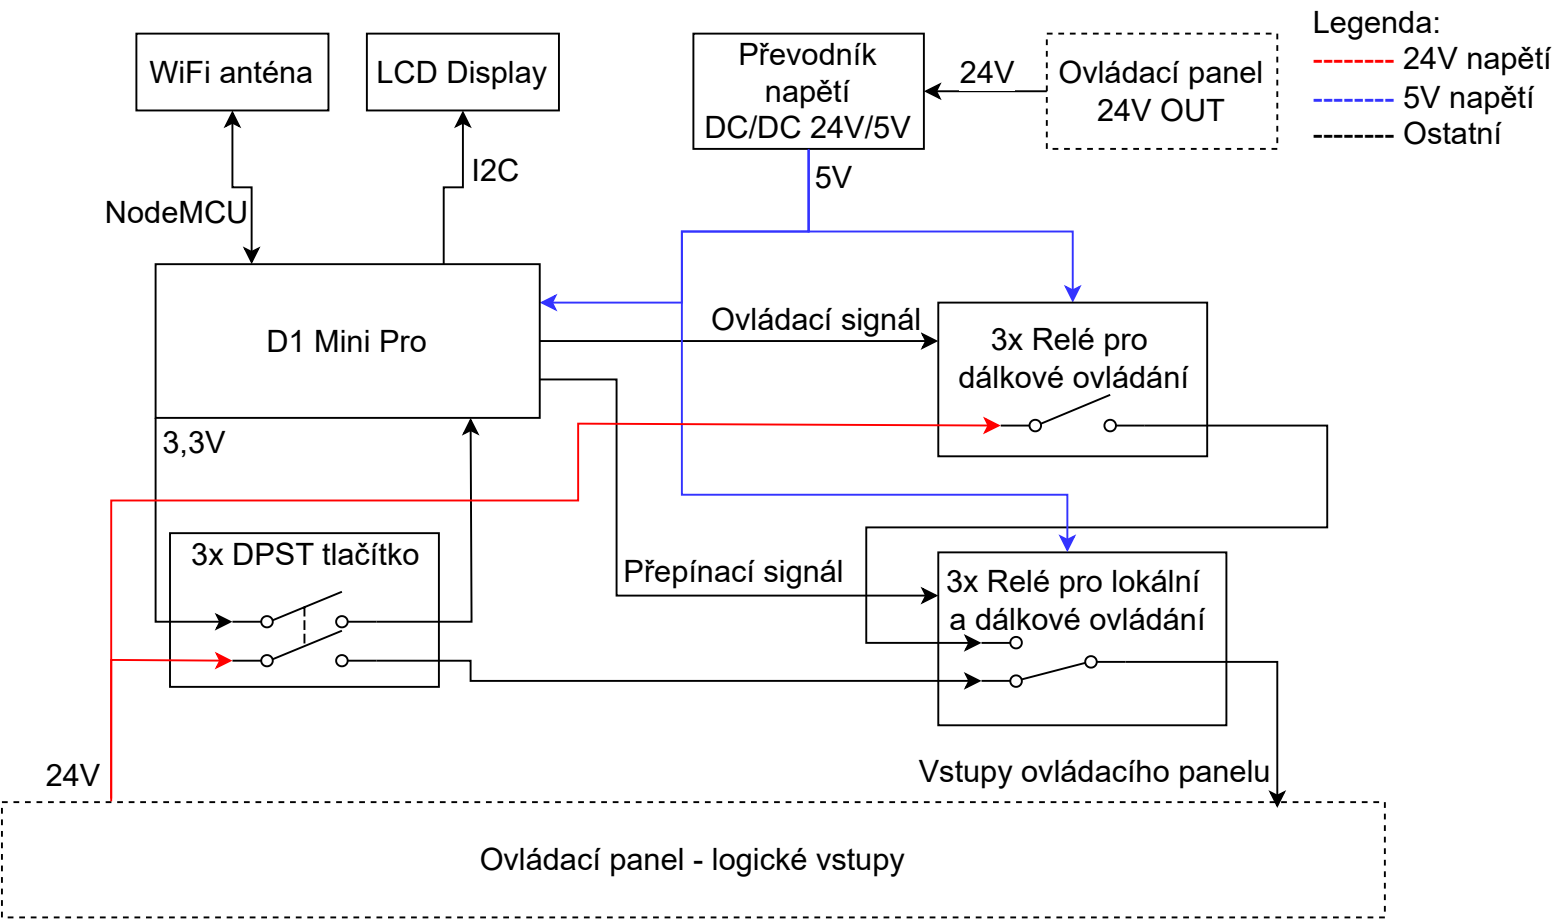 WiFi anténa
LCD Display
Převodník
napětí
DC/DC 24V/5V
24V
Ovládací panel
24V OUT
Legenda:
24V napětí
5V napětí
Ostatní
I2C
5V
NodeMCU
D1 Mini Pro
Ovládací signál
3x Relé pro
dálkové ovládání
3,3V
3x DPST tlačítko
Přepínací signál
3x Relé pro lokální
a dálkové ovládání
24V
Vstupy ovládacího panelu
Ovládací panel - logické vstupy